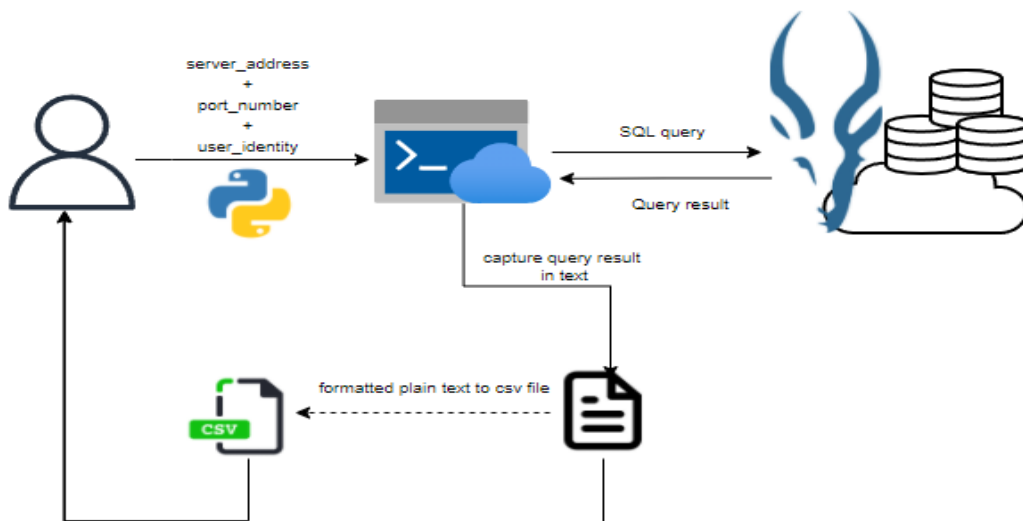 server_address
+
port_number
+
user_identity
SQL query
Query result
capture query result
in text
formatted plain text to csv file
CSV